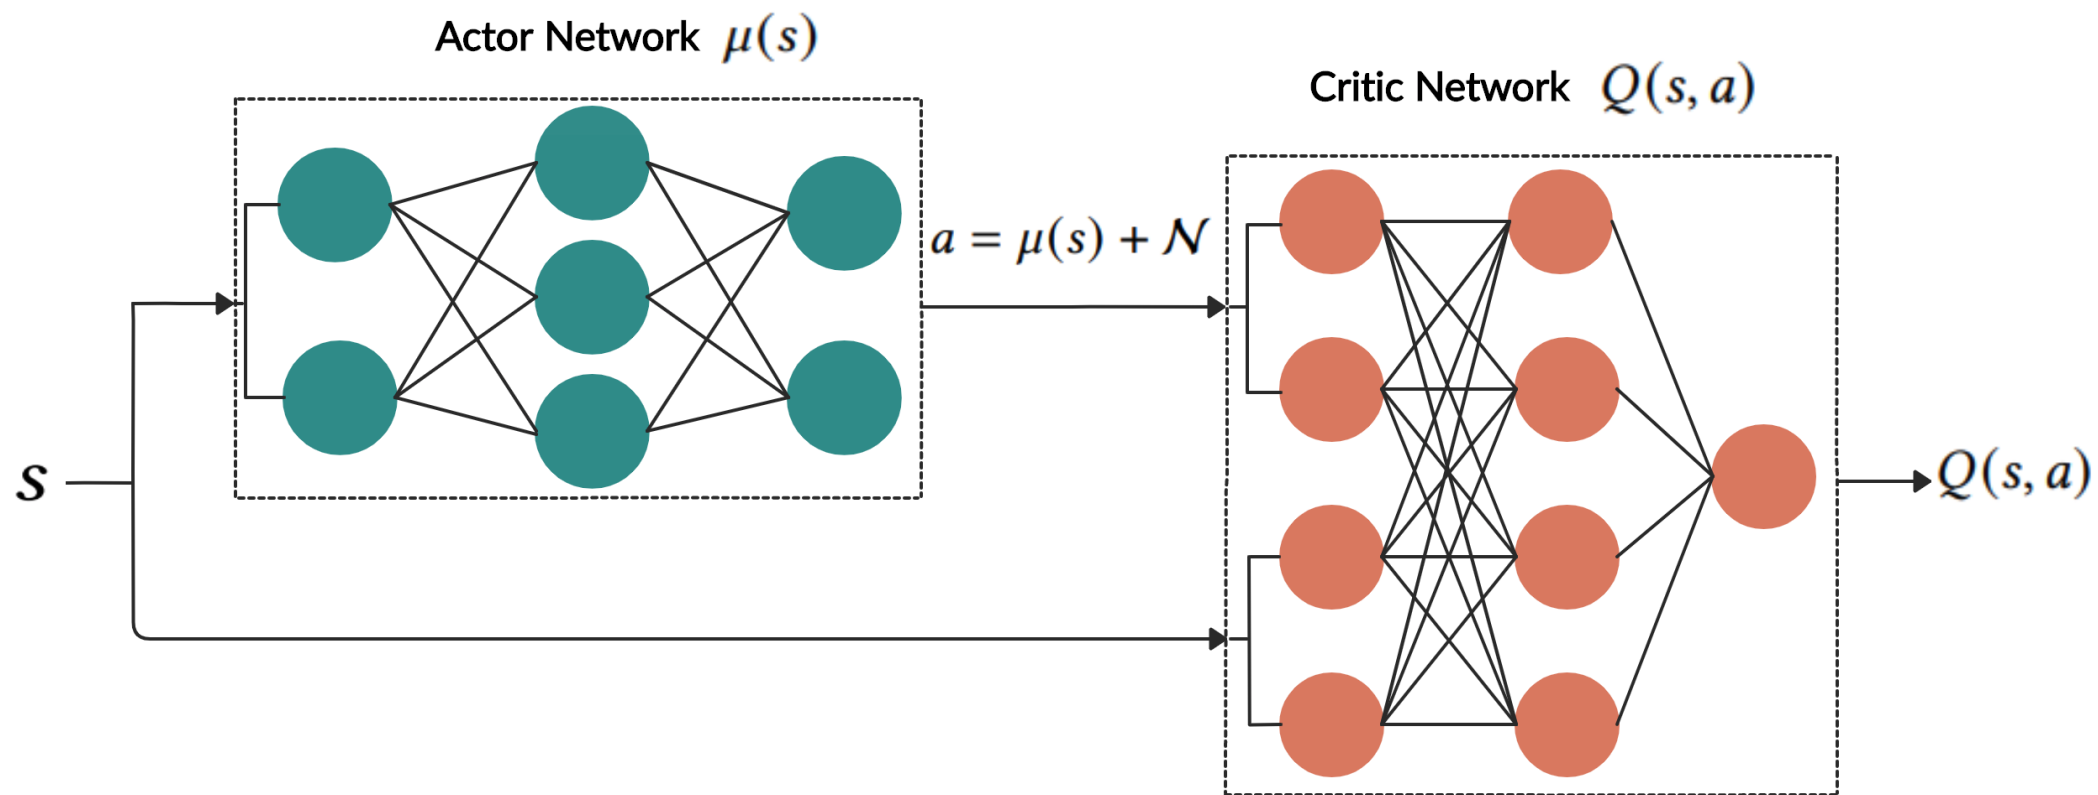 Actor Network μ(s)
Critic Network Q(s, a)
a = μ(s) + 𝒩
s
Q(s, a)